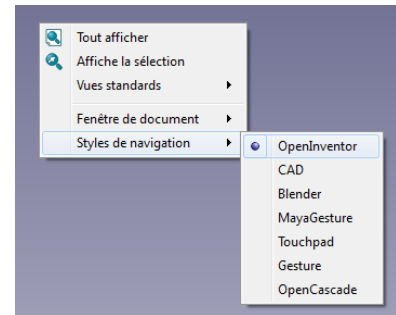 Tout afficher
Affiche la sélection
Vues standards
Fenêtre de document
Styles de navigation
OpenInventor
CAD
Blender
MayaGesture
Touchpad
Gesture
OpenCascade